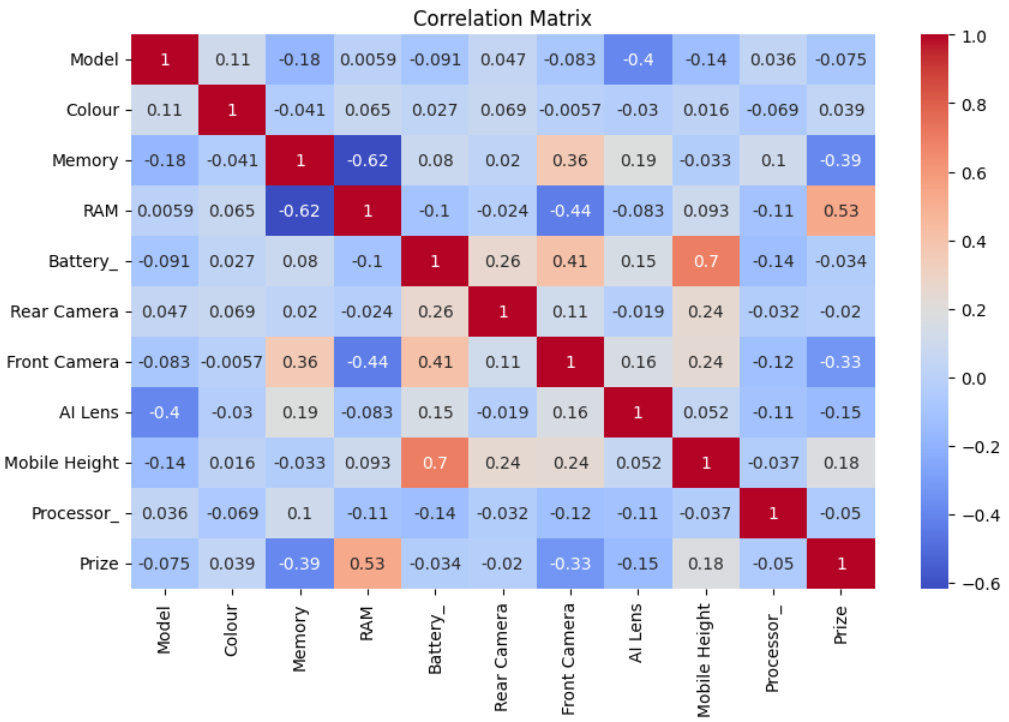 Correlation Matrix
Model 1 0.11 -0.18 0.0059 -0.091 0.047 -0.083 -0.4 -0.14 0.036 -0.075
Colour 0.11 1 -0.041 0.065 0.027 0.069 -0.0057 -0.03 0.016 -0.069 0.039
Memory -0.18 -0.041 1 -0.62 0.08 0.02 0.36 0.19 -0.033 0.1 -0.39
RAM 0.0059 0.065 -0.62 1 -0.1 -0.024 -0.44 -0.083 0.093 -0.11 0.53
Battery_ -0.091 0.027 0.08 -0.1 1 0.26 0.41 0.15 0.7 -0.14 -0.034
Rear Camera 0.047 0.069 0.02 -0.024 0.26 1 0.11 -0.019 0.24 -0.032 -0.02
Front Camera -0.083 -0.0057 0.36 -0.44 0.41 0.11 1 0.16 0.24 -0.12 -0.33
AI Lens -0.4 -0.03 0.19 -0.083 0.15 -0.019 0.16 1 0.052 -0.11 -0.15
Mobile Height -0.14 0.016 -0.033 0.093 0.7 0.24 0.24 0.052 1 -0.037 0.18
Processor_ 0.036 -0.069 0.1 -0.11 -0.14 -0.032 -0.12 -0.11 -0.037 1 -0.05
Prize -0.075 0.039 -0.39 0.53 -0.034 -0.02 -0.33 -0.15 0.18 -0.05 1
Model Colour Memory RAM Battery_ Rear Camera Front Camera AI Lens Mobile Height Processor_ Prize
1.0
0.8
0.6
0.4
0.2
0.0
−0.2
−0.4
−0.6